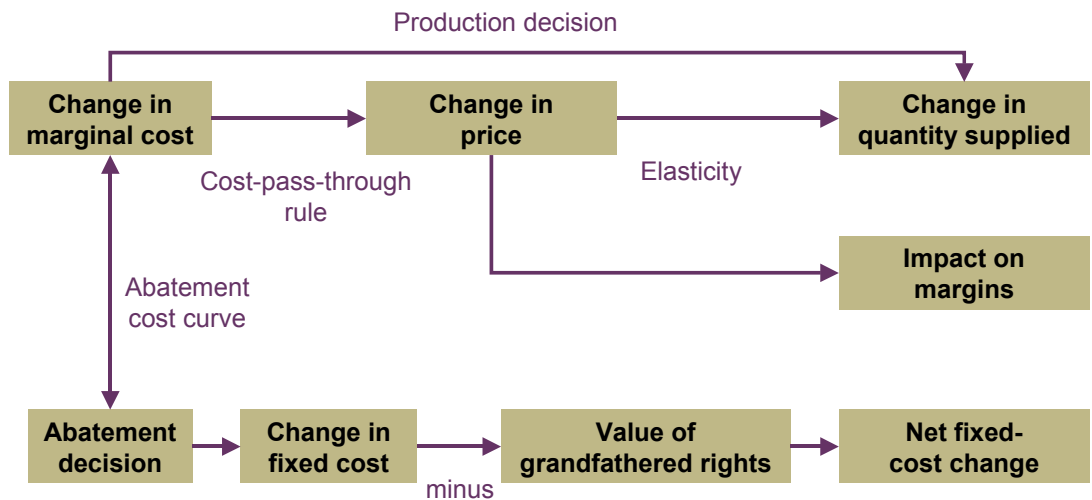 Production decision
Change in
marginal cost
Change in
price
Change in
quantity supplied
Cost-pass-through
rule
Elasticity
Impact on
margins
Abatement
cost curve
Abatement
decision
Change in
fixed cost
minus
Value of
grandfathered rights
Net fixed-
cost change